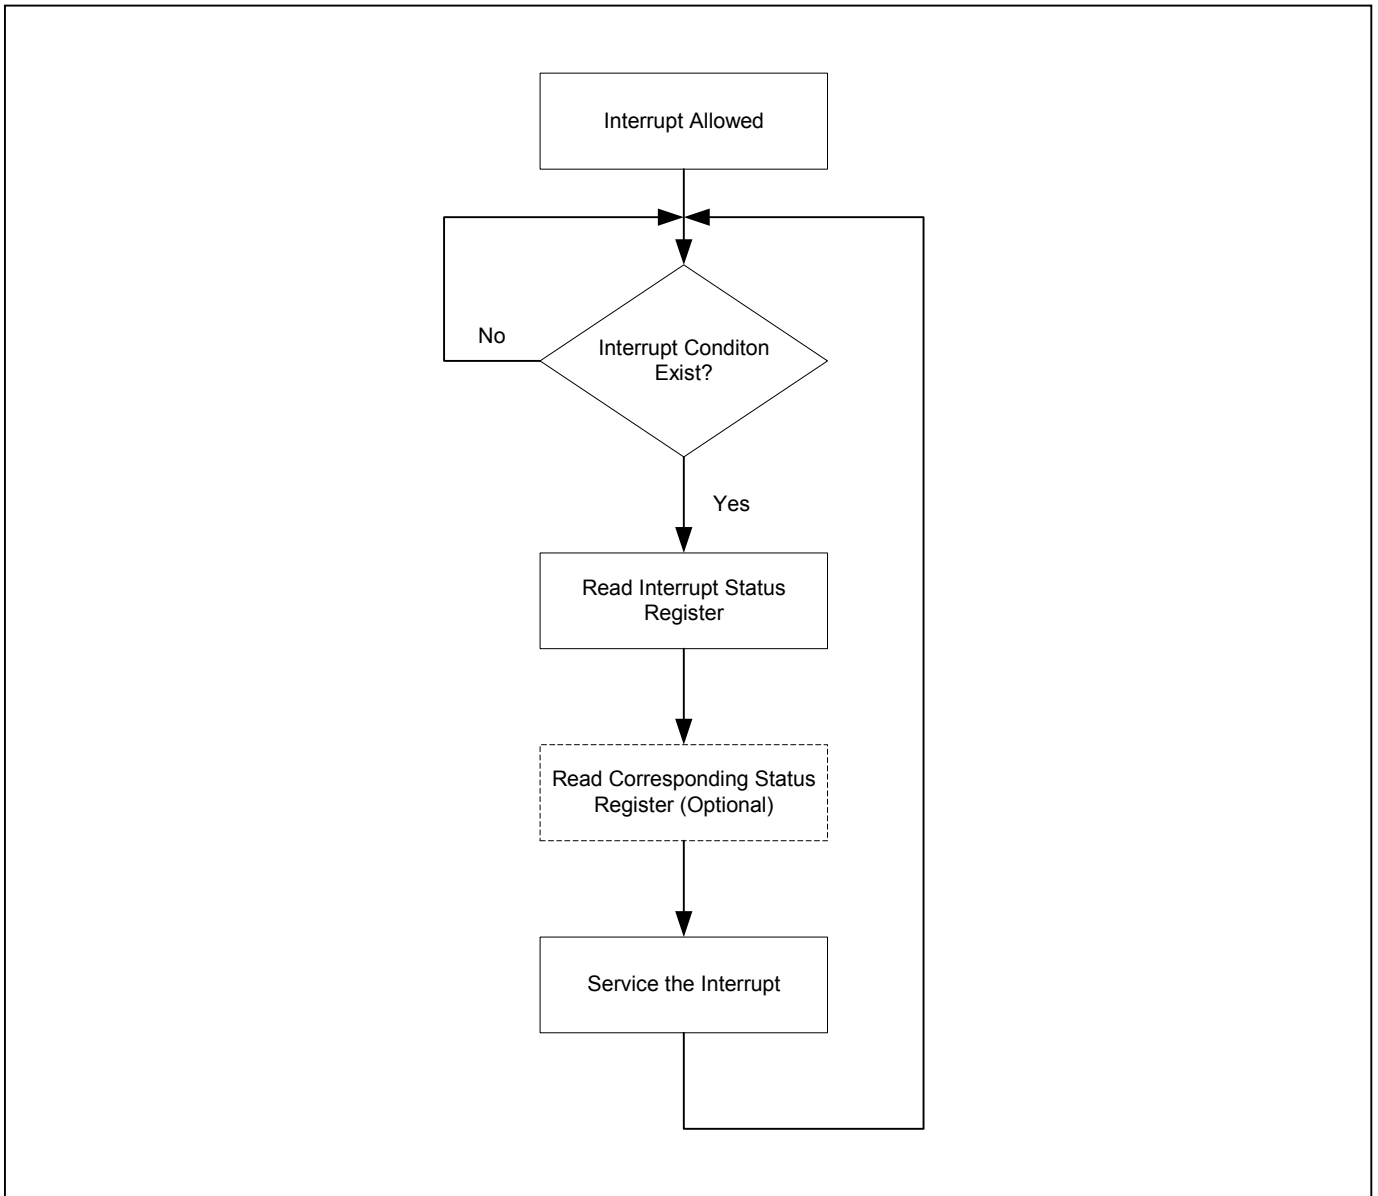 Interrupt Allowed
No
Interrupt Conditon
Exist?
Yes
Read Interrupt Status
Register
Read Corresponding Status
Register (Optional)
Service the Interrupt